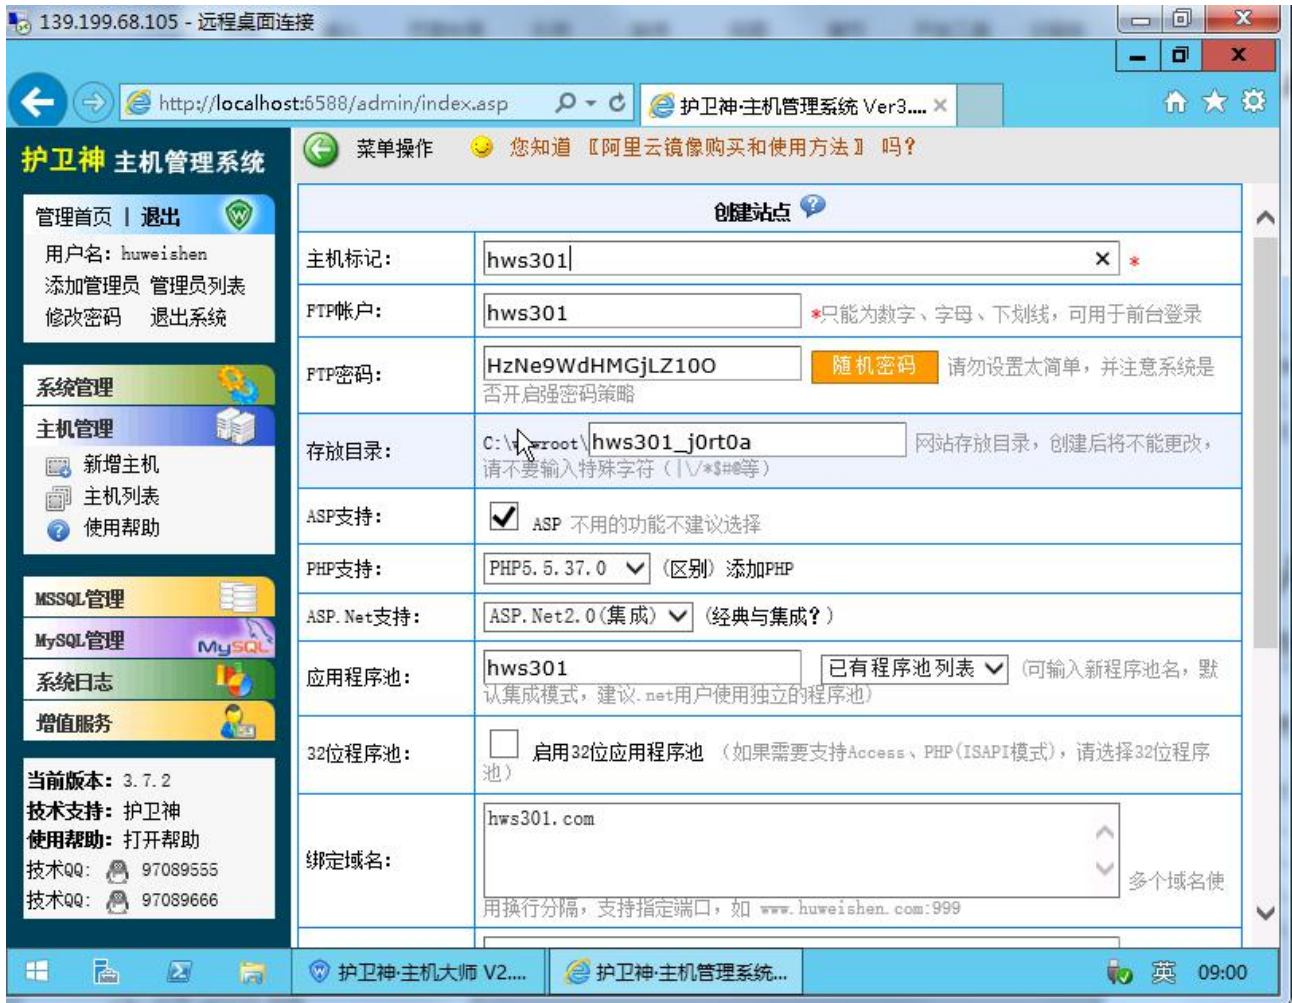 139.199.68.105 - 远程桌面连接
http://localhost:6588/admin/index.asp
护卫神·主机管理系统 Ver3....
护卫神 主机管理系统
菜单操作
您知道 〖阿里云镜像购买和使用方法〗 吗?
管理首页 | 退出
用户名: huweishen
添加管理员 管理员列表
修改密码 退出系统
系统管理
主机管理
新增主机
主机列表
使用帮助
MSSQL管理
MySQL管理
MySQL
系统日志
增值服务
当前版本: 3.7.2
技术支持: 护卫神
使用帮助: 打开帮助
技术QQ: 97089555
技术QQ: 97089666
创建站点
主机标记:
hws301
*
FTP帐户:
hws301
*只能为数字、字母、下划线，可用于前台登录
FTP密码:
HzNe9WdHMGjLZ10O
随机密码
请勿设置太简单，并注意系统是
否开启强密码策略
存放目录:
hws301_j0rt0a
网站存放目录，创建后将不能更改，
请不要输入特殊字符（|\/*$#@等）
ASP支持:
ASP 不用的功能不建议选择
PHP支持:
PHP5.5.37.0
(区别) 添加PHP
ASP.Net支持:
ASP.Net2.0(集成)
(经典与集成?)
应用程序池:
hws301
已有程序池列表
(可输入新程序池名，默
认集成模式，建议.net用户使用独立的程序池)
32位程序池:
启用32位应用程序池 （如果需要支持Access、PHP(ISAPI模式)，请选择32位程序
池）
绑定域名:
hws301.com
多个域名使
用换行分隔，支持指定端口，如 www.huweishen.com:999
护卫神·主机大师 V2....
护卫神·主机管理系统...
英
09:00